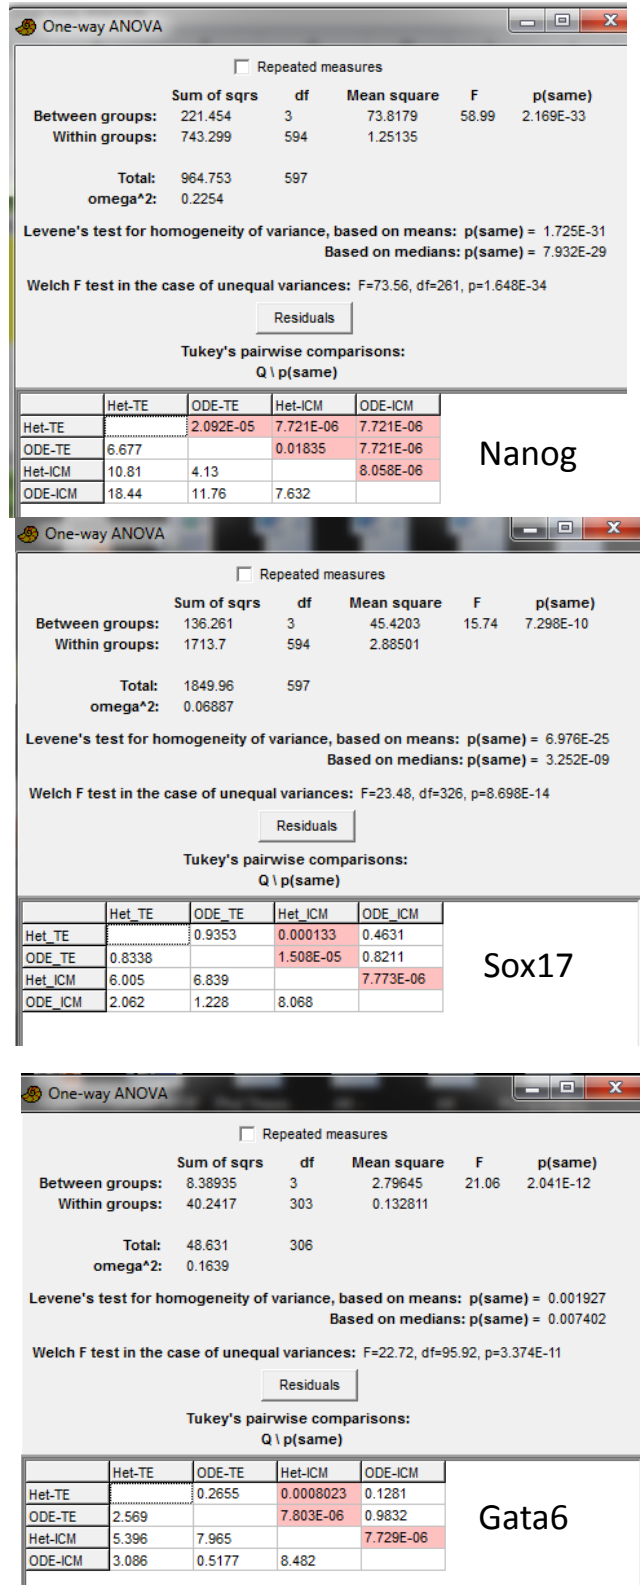 One-way ANOVA
Repeated measures
Sum of sqrs df Mean square F p(same)
Between groups: 221.454 3 73.8179 58.99 2.169E-33
Within groups: 743.299 594 1.25135
Total: 964.753 597
omega^2: 0.2254
Levene's test for homogeneity of variance, based on means: p(same) = 1.725E-31
Based on medians: p(same) = 7.932E-29
Welch F test in the case of unequal variances: F=73.56, df=261, p=1.648E-34
Residuals
Tukey's pairwise comparisons:
Q \ p(same)
Het-TE ODE-TE Het-ICM ODE-ICM
Het-TE 2.092E-05 7.721E-06 7.721E-06
ODE-TE 6.677 0.01835 7.721E-06
Het-ICM 10.81 4.13 8.058E-06
ODE-ICM 18.44 11.76 7.632
Nanog
One-way ANOVA
Repeated measures
Sum of sqrs df Mean square F p(same)
Between groups: 136.261 3 45.4203 15.74 7.298E-10
Within groups: 1713.7 594 2.88501
Total: 1849.96 597
omega^2: 0.06887
Levene's test for homogeneity of variance, based on means: p(same) = 6.976E-25
Based on medians: p(same) = 3.252E-09
Welch F test in the case of unequal variances: F=23.48, df=326, p=8.698E-14
Residuals
Tukey's pairwise comparisons:
Q \ p(same)
Het_TE ODE_TE Het_ICM ODE_ICM
Het_TE 0.9353 0.000133 0.4631
ODE_TE 0.8338 1.508E-05 0.8211
Het_ICM 6.005 6.839 7.773E-06
ODE_ICM 2.062 1.228 8.068
Sox17
One-way ANOVA
Repeated measures
Sum of sqrs df Mean square F p(same)
Between groups: 8.38935 3 2.79645 21.06 2.041E-12
Within groups: 40.2417 303 0.132811
Total: 48.631 306
omega^2: 0.1639
Levene's test for homogeneity of variance, based on means: p(same) = 0.001927
Based on medians: p(same) = 0.007402
Welch F test in the case of unequal variances: F=22.72, df=95.92, p=3.374E-11
Residuals
Tukey's pairwise comparisons:
Q \ p(same)
Het-TE ODE-TE Het-ICM ODE-ICM
Het-TE 0.2655 0.0008023 0.1281
ODE-TE 2.569 7.803E-06 0.9832
Het-ICM 5.396 7.965 7.729E-06
ODE-ICM 3.086 0.5177 8.482
Gata6